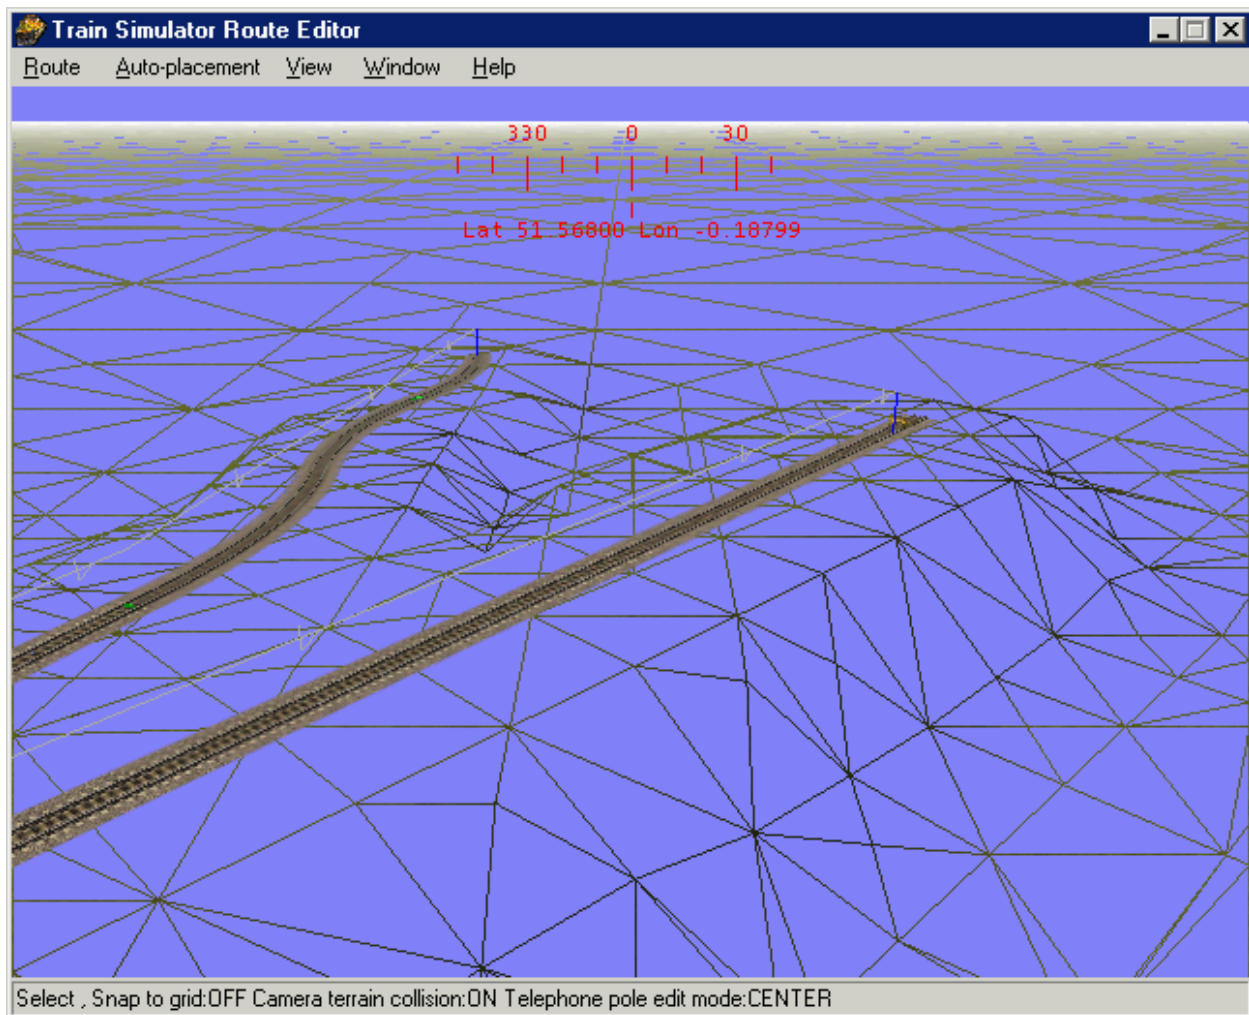 Train Simulator Route Editor
Route Auto-placement View Window Help
330 0 30
Lat 51.56800 Lon -0.18799
Select , Snap to grid:OFF Camera terrain collision:ON Telephone pole edit mode:CENTER